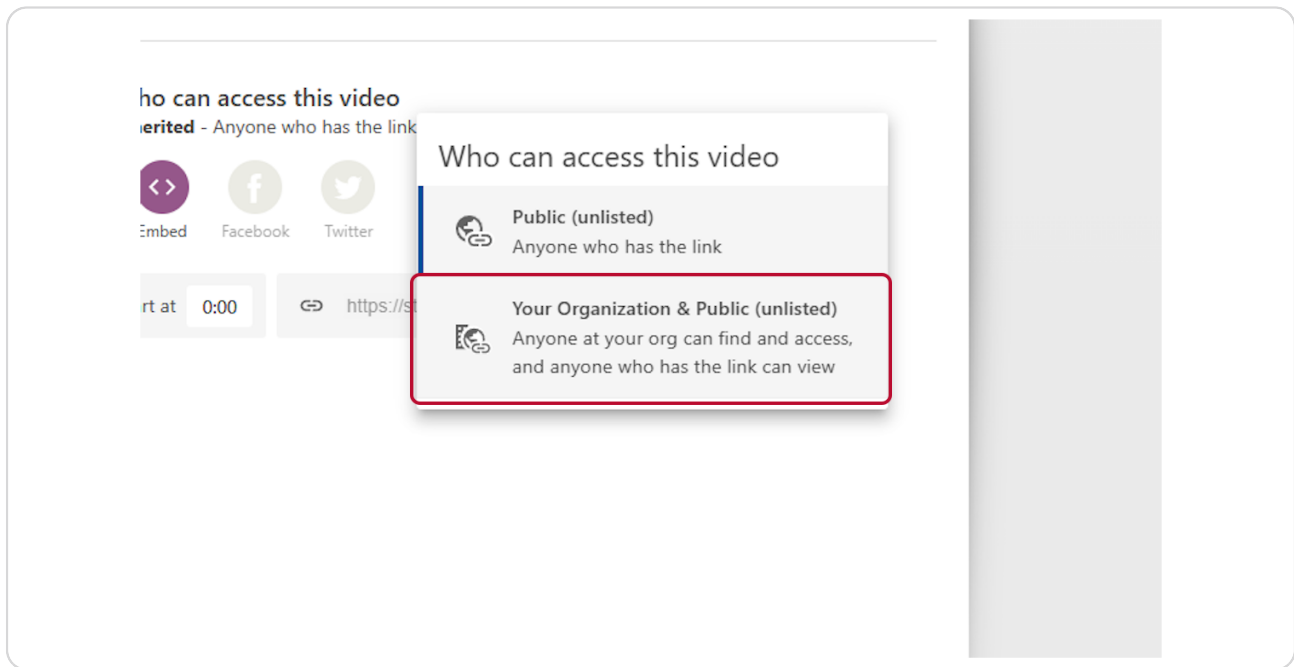 ho can access this video
erited - Anyone who has the link
Embed
Facebook
Twitter
rt at 0:00
https://st
Who can access this video
Public (unlisted)
Anyone who has the link
Your Organization & Public (unlisted)
Anyone at your org can find and access,
and anyone who has the link can view